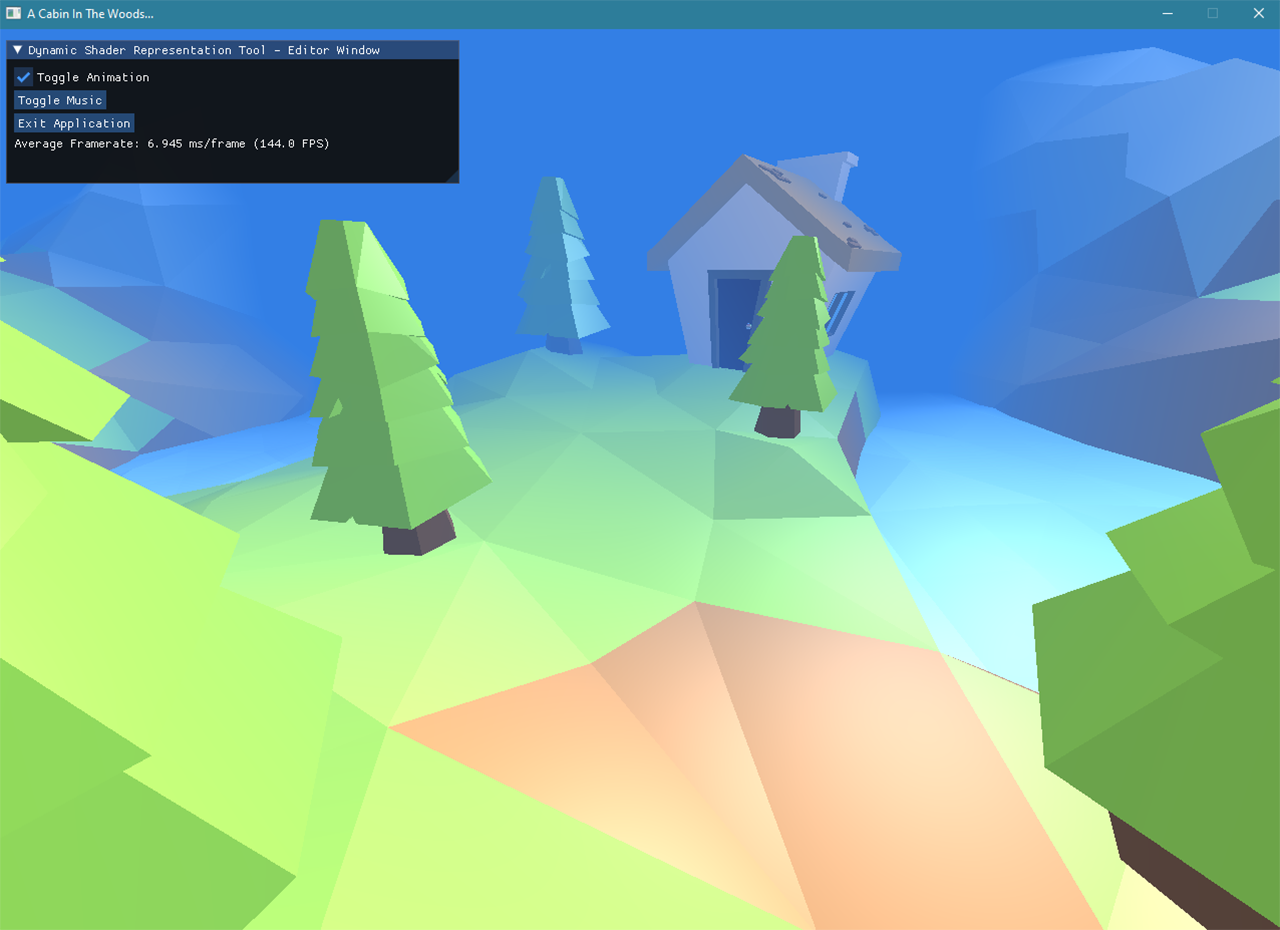 A Cabin In The Woods...
Dynamic Shader Representation Tool - Editor Window
Toggle Animation
Toggle Music
Exit Application
Average Framerate: 6.945 ms/frame (144.0 FPS)